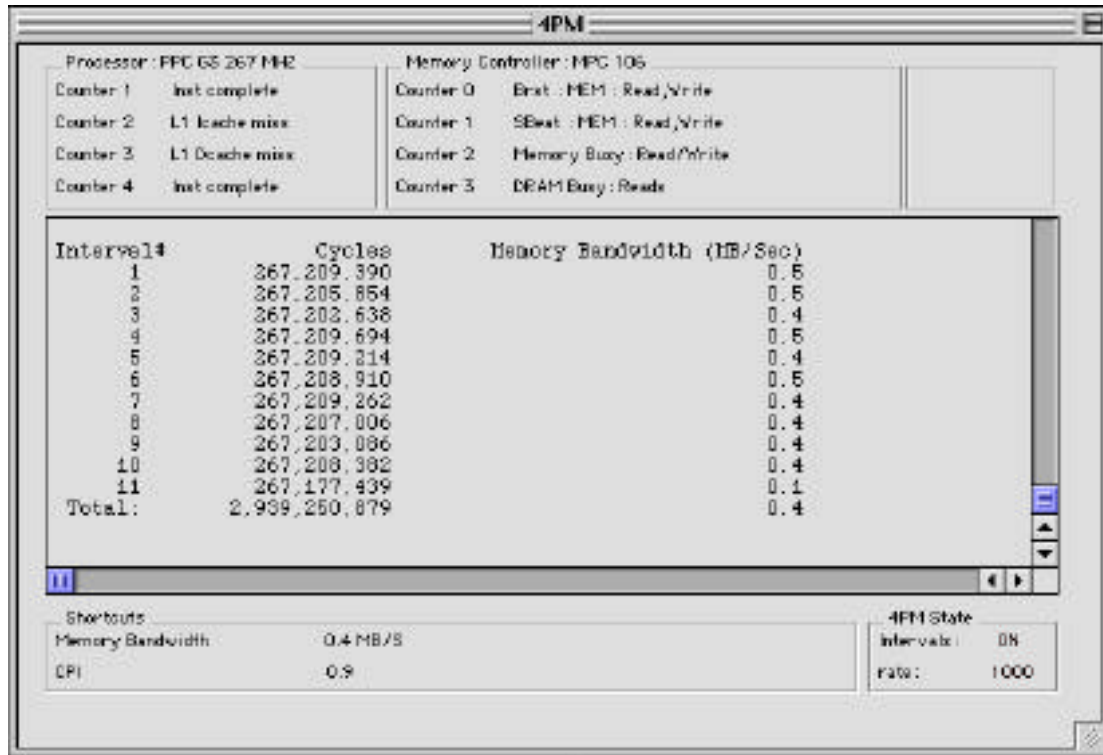 4PM
Processor : PPC G3 267 MHZ
Memory Controller : MPC 106
Counter 1 Inst complete
Counter 0 Brst : MEM : Read/Write
Counter 2 L1 Icache miss
Counter 1 SBeat : MEM : Read/Write
Counter 3 L1 Dcache miss
Counter 2 Memory Busy : Read/Write
Counter 4 Inst complete
Counter 3 DRAM Busy : Reads
Interval# Cycles Memory Bandwidth (MB/Sec)
1 267,209,390 0.5
2 267,205,854 0.5
3 267,202,638 0.4
4 267,209,694 0.5
5 267,209,214 0.4
6 267,208,910 0.5
7 267,209,262 0.4
8 267,207,006 0.4
9 267,203,086 0.4
10 267,208,382 0.4
11 267,177,439 0.1
Total: 2,939,250,879 0.4
Shortcuts
Memory Bandwidth 0.4 MB/S
CPI 0.9
4PM State
intervals : ON
rate : 1000